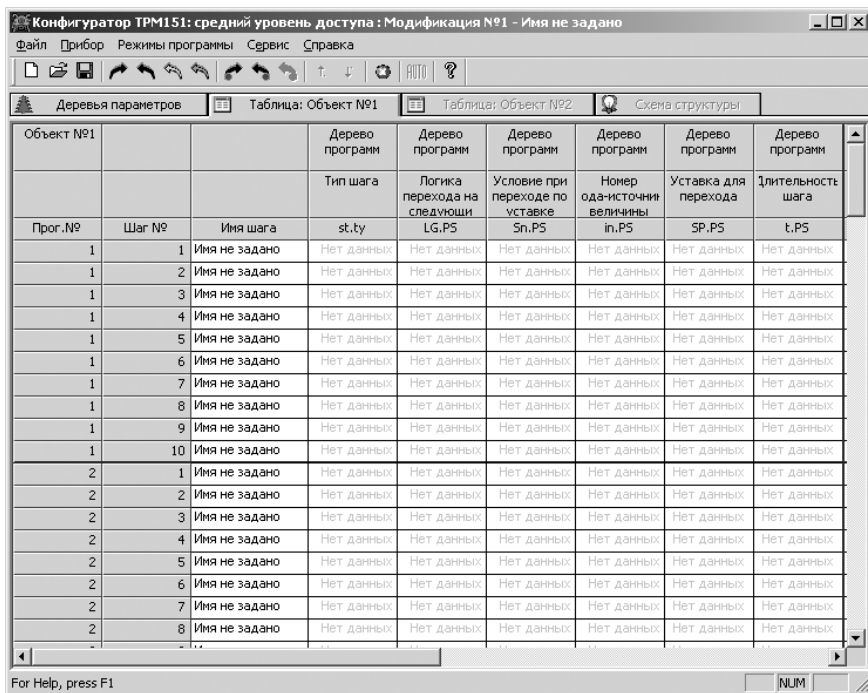 Конфигуратор ТРМ151: средний уровень доступа : Модификация №1 - Имя не задано
Файл Прибор Режимы программы Сервис Справка
AUTO ?
Деревья параметров Таблица: Объект №1 Таблица: Объект №2 Схема структуры
Объект №1 Дерево программ Дерево программ Дерево программ Дерево программ Дерево программ Дерево программ
Тип шага Логика перехода на следующи Условие при переходе по уставке Номер ода-источник величины Уставка для перехода Длительность шага
Прог.№ Шаг № Имя шага st.ty LG.PS Sn.PS in.PS SP.PS t.PS
1 1 Имя не задано Нет данных Нет данных Нет данных Нет данных Нет данных Нет данных
1 2 Имя не задано Нет данных Нет данных Нет данных Нет данных Нет данных Нет данных
1 3 Имя не задано Нет данных Нет данных Нет данных Нет данных Нет данных Нет данных
1 4 Имя не задано Нет данных Нет данных Нет данных Нет данных Нет данных Нет данных
1 5 Имя не задано Нет данных Нет данных Нет данных Нет данных Нет данных Нет данных
1 6 Имя не задано Нет данных Нет данных Нет данных Нет данных Нет данных Нет данных
1 7 Имя не задано Нет данных Нет данных Нет данных Нет данных Нет данных Нет данных
1 8 Имя не задано Нет данных Нет данных Нет данных Нет данных Нет данных Нет данных
1 9 Имя не задано Нет данных Нет данных Нет данных Нет данных Нет данных Нет данных
1 10 Имя не задано Нет данных Нет данных Нет данных Нет данных Нет данных Нет данных
2 1 Имя не задано Нет данных Нет данных Нет данных Нет данных Нет данных Нет данных
2 2 Имя не задано Нет данных Нет данных Нет данных Нет данных Нет данных Нет данных
2 3 Имя не задано Нет данных Нет данных Нет данных Нет данных Нет данных Нет данных
2 4 Имя не задано Нет данных Нет данных Нет данных Нет данных Нет данных Нет данных
2 5 Имя не задано Нет данных Нет данных Нет данных Нет данных Нет данных Нет данных
2 6 Имя не задано Нет данных Нет данных Нет данных Нет данных Нет данных Нет данных
2 7 Имя не задано Нет данных Нет данных Нет данных Нет данных Нет данных Нет данных
2 8 Имя не задано Нет данных Нет данных Нет данных Нет данных Нет данных Нет данных
For Help, press F1 NUM